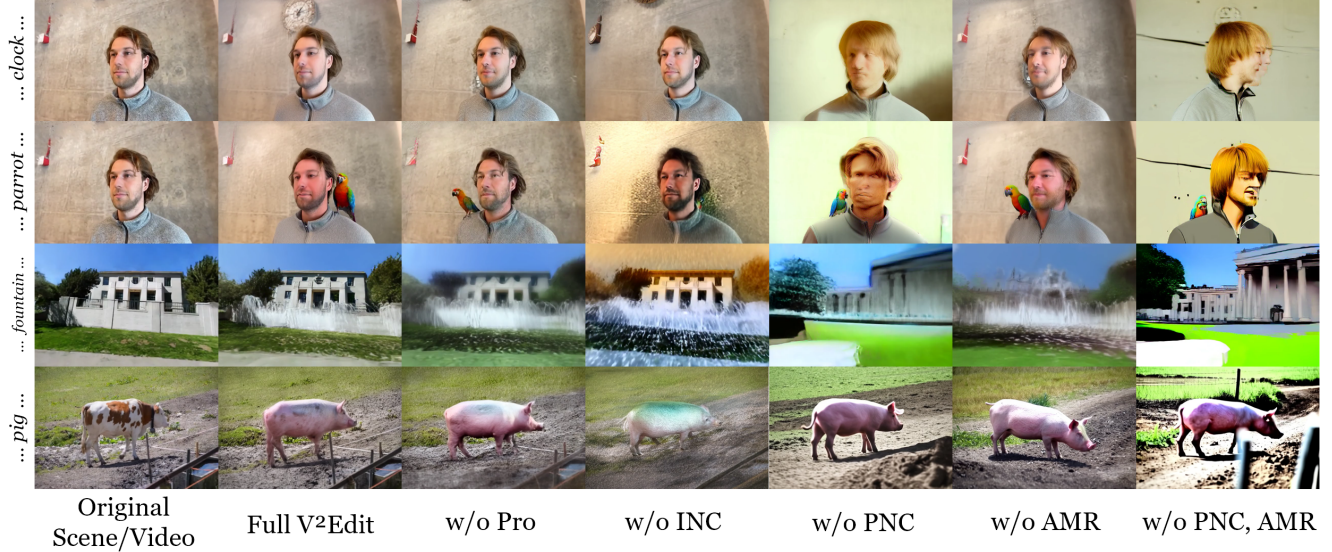 ... clock ...
... parrot ...
... fountain ...
... pig ...
Original
Scene/Video
Full V²Edit
w/o Pro
w/o INC
w/o PNC
w/o AMR
w/o PNC, AMR